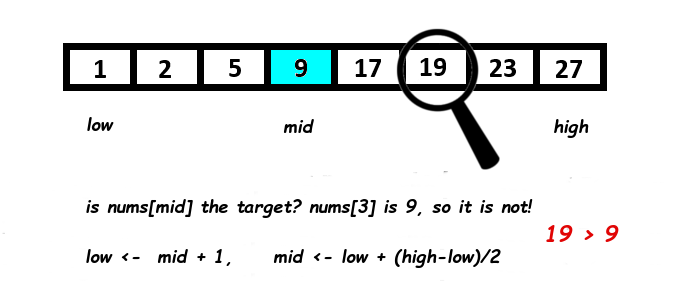 1 2 5 9 17 19 23 27
low mid high
is nums[mid] the target? nums[3] is 9, so it is not!
19 > 9
low <- mid + 1, mid <- low + (high-low)/2